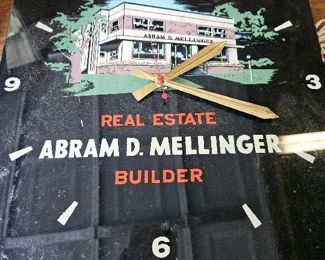 ABRAM D. MELLINGER
9
3
REAL ESTATE
ABRAM D. MELLINGER
BUILDER
6